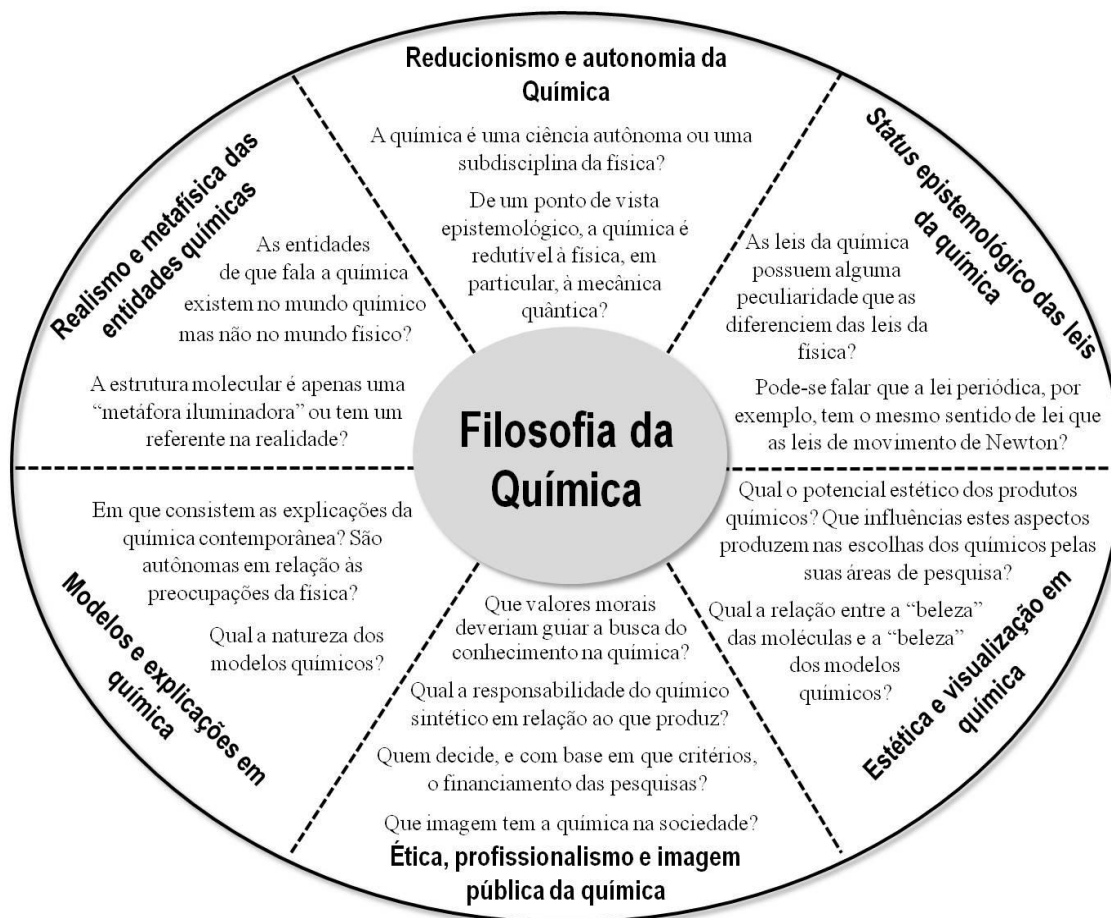 Reducionismo e autonomia da
Química
A química é uma ciência autônoma ou uma
subdisciplina da física?
De um ponto de vista
epistemológico, a química é
redutível à física, em
particular, à mecânica
quântica?
Status epistemológico das leis
da química
As leis da química
possuem alguma
peculiaridade que as
diferenciem das leis da
física?
Pode-se falar que a lei periódica, por
exemplo, tem o mesmo sentido de lei que
as leis de movimento de Newton?
Realismo e metafísica das
entidades químicas
As entidades
de que fala a química
existem no mundo químico
mas não no mundo físico?
A estrutura molecular é apenas uma
“metáfora iluminadora” ou tem um
referente na realidade?
Filosofia da
Química
Em que consistem as explicações da
química contemporânea? São
autônomas em relação às
preocupações da física?
Qual a natureza dos
modelos químicos?
Modelos e explicações em
química
Qual o potencial estético dos produtos
químicos? Que influências estes aspectos
produzem nas escolhas dos químicos pelas
suas áreas de pesquisa?
Qual a relação entre a “beleza”
das moléculas e a “beleza”
dos modelos
químicos?
Estética e visualização em
química
Que valores morais
deveriam guiar a busca do
conhecimento na química?
Qual a responsabilidade do químico
sintético em relação ao que produz?
Quem decide, e com base em que critérios,
o financiamento das pesquisas?
Que imagem tem a química na sociedade?
Ética, profissionalismo e imagem
pública da química